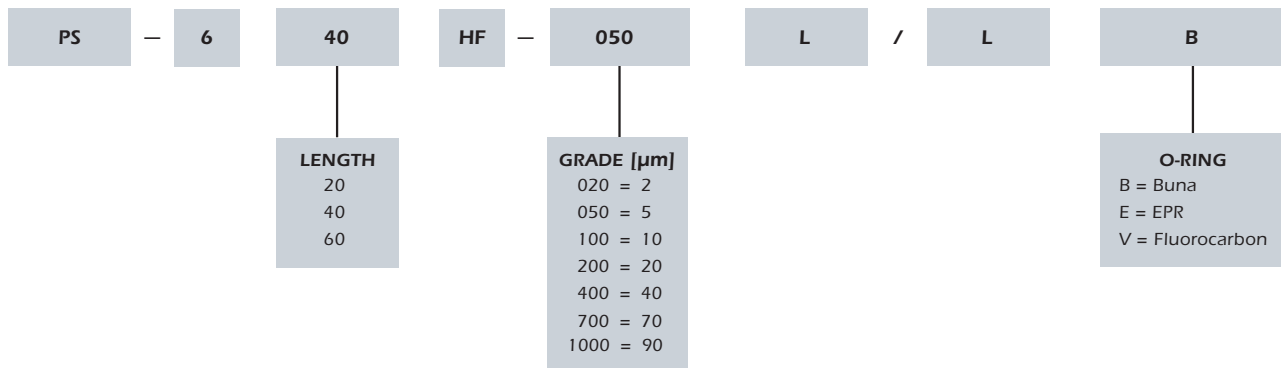 PS — 6 40 HF — 050 L / L B
LENGTH
20
40
60
GRADE [µm]
020 = 2
050 = 5
100 = 10
200 = 20
400 = 40
700 = 70
1000 = 90
O-RING
B = Buna
E = EPR
V = Fluorocarbon